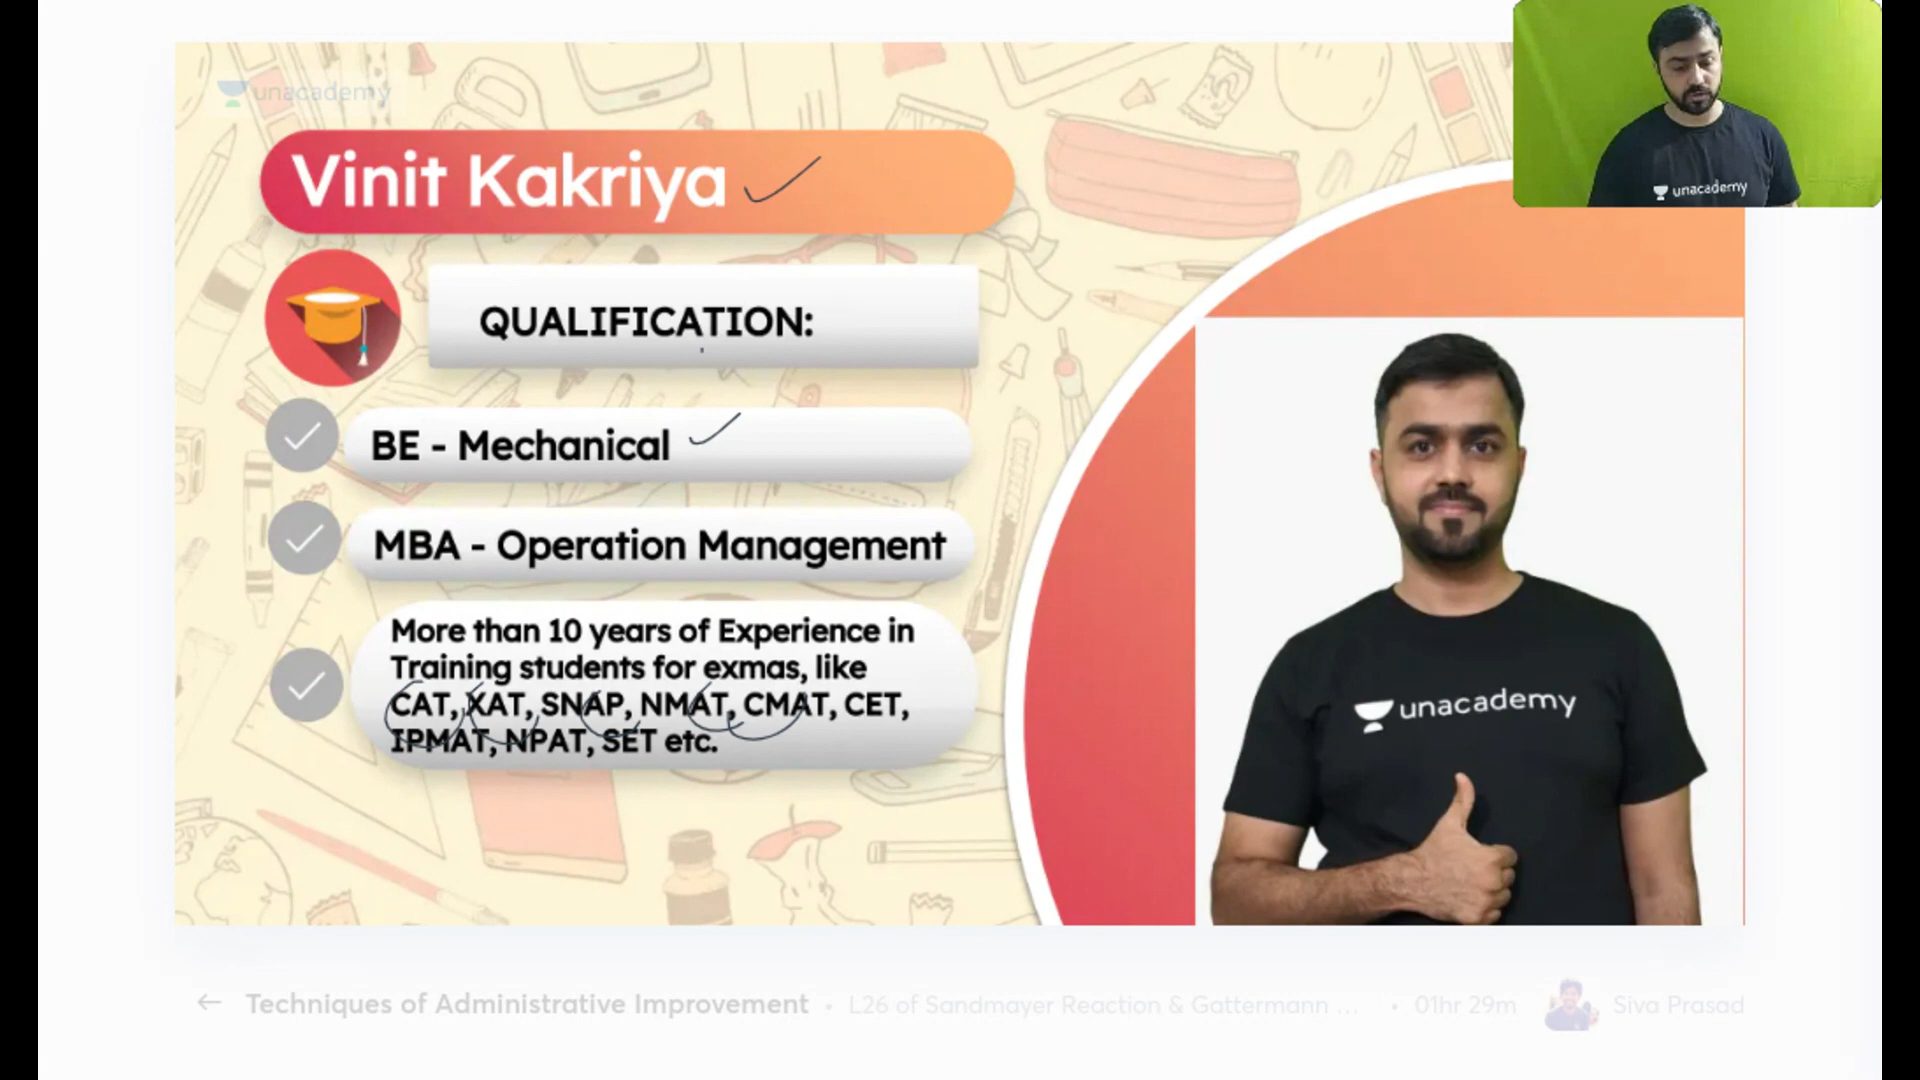 unacademy
Vinit Kakriya
QUALIFICATION:
BE - Mechanical
MBA - Operation Management
More than 10 years of Experience in
Training students for exmas, like
CAT, XAT, SNAP, NMAT, CMAT, CET,
IPMAT, NPAT, SET etc.
unacademy
unacademy
← Techniques of Administrative Improvement • L26 of Sandmayer Reaction & Gattermann ... • 01hr 29m Siva Prasad